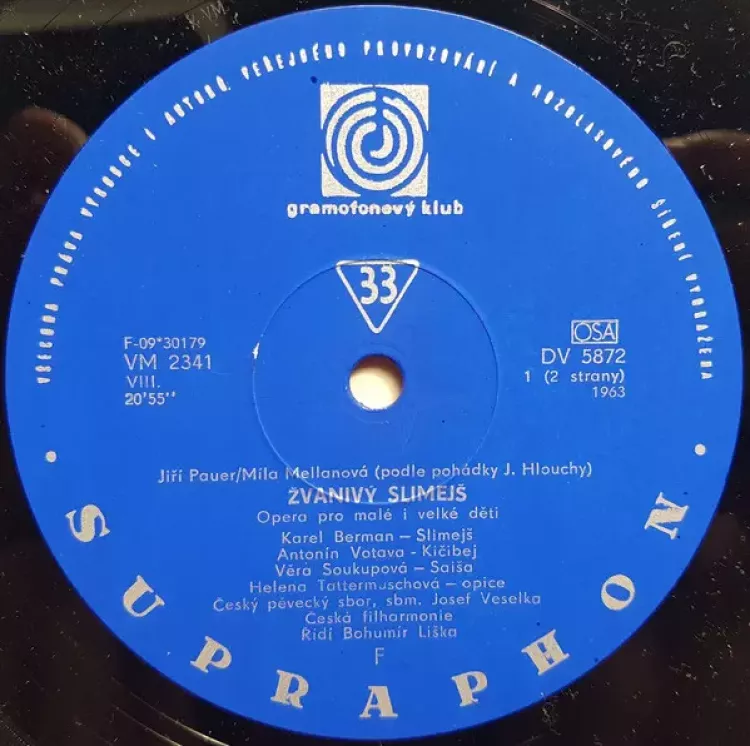 VŠECHNA PRÁVA VÝROBCE I AUTORŮ, VEŘEJNÉHO PROVOZOVÁNÍ A ROZHLASOVÉHO ŠÍŘENÍ VYHRAŽENA
gramofonový klub
33
F-09*30179
VM 2341
VIII.
20'55''
OSA
DV 5872
1 (2 strany)
1963
Jiří Pauer/Míla Mellanová (podle pohádky J. Hlouchy)
ŽVANIVÝ SLIMEJŠ
Opera pro malé i velké děti
Karel Berman – Slimejš
Antonín Votava - Kičibej
Věra Soukupová – Saiša
Helena Tattermuschová – opice
Český pěvecký sbor, sbm. Josef Veselka
Česká filharmonie
Řídí Bohumír Liška
F
• SUPRAPHON •